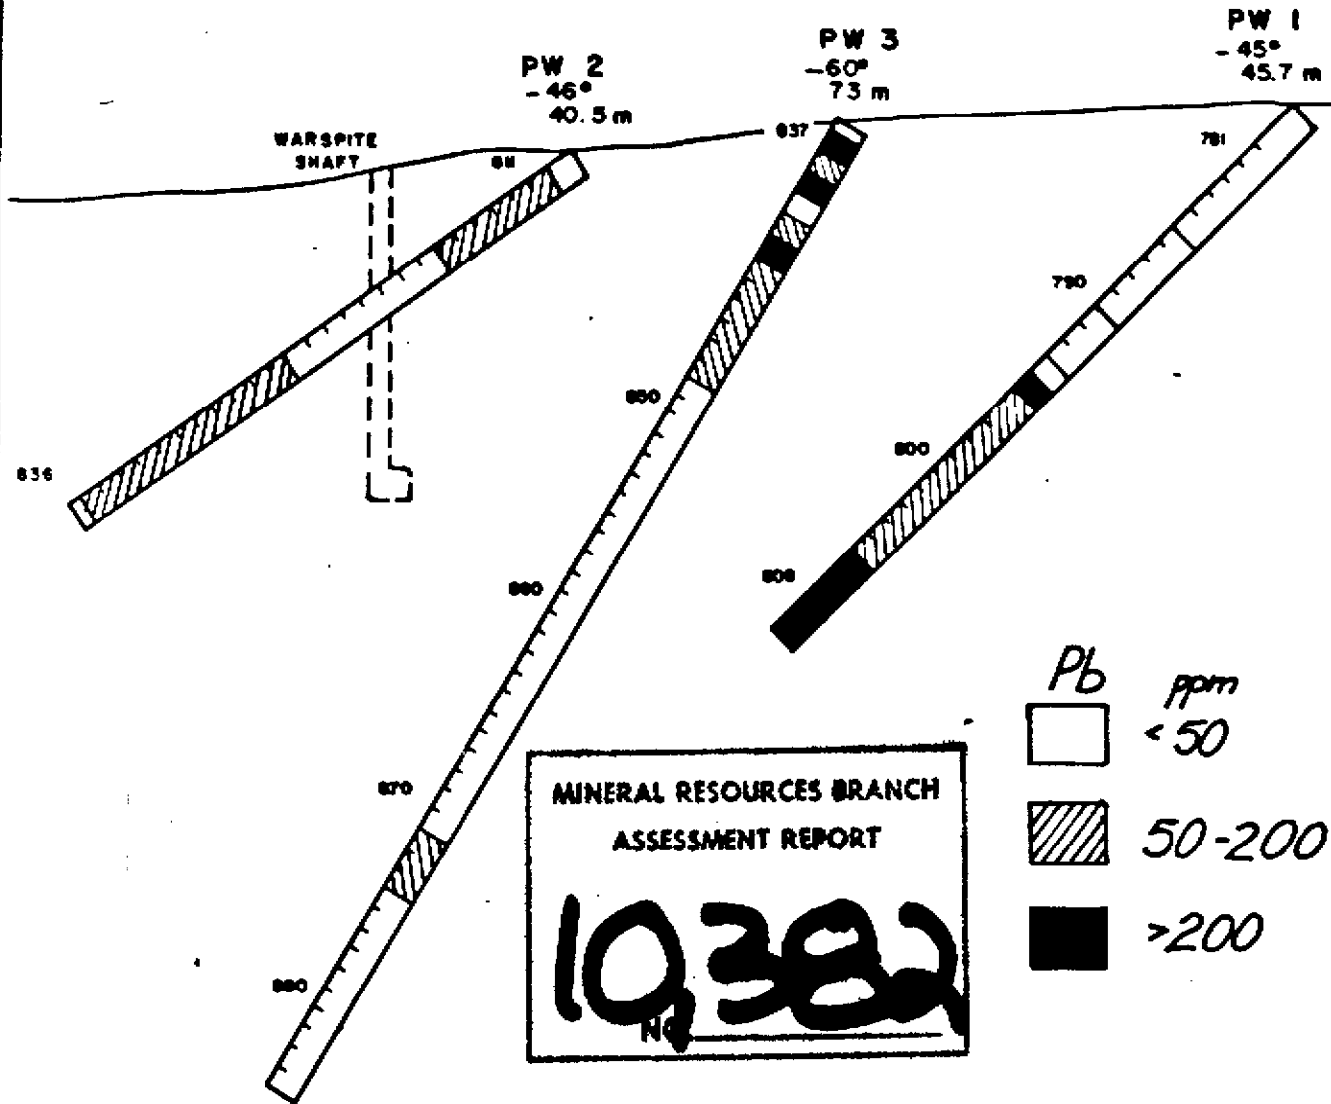 PW 2
-46°
40.5 m
PW 3
-60°
73 m
PW 1
-45°
45.7 m
WARSPITE
SHAFT
811
837
781
790
800
808
836
850
860
870
880
Pb ppm
< 50
50-200
>200
MINERAL RESOURCES BRANCH
ASSESSMENT REPORT
10,382
NO